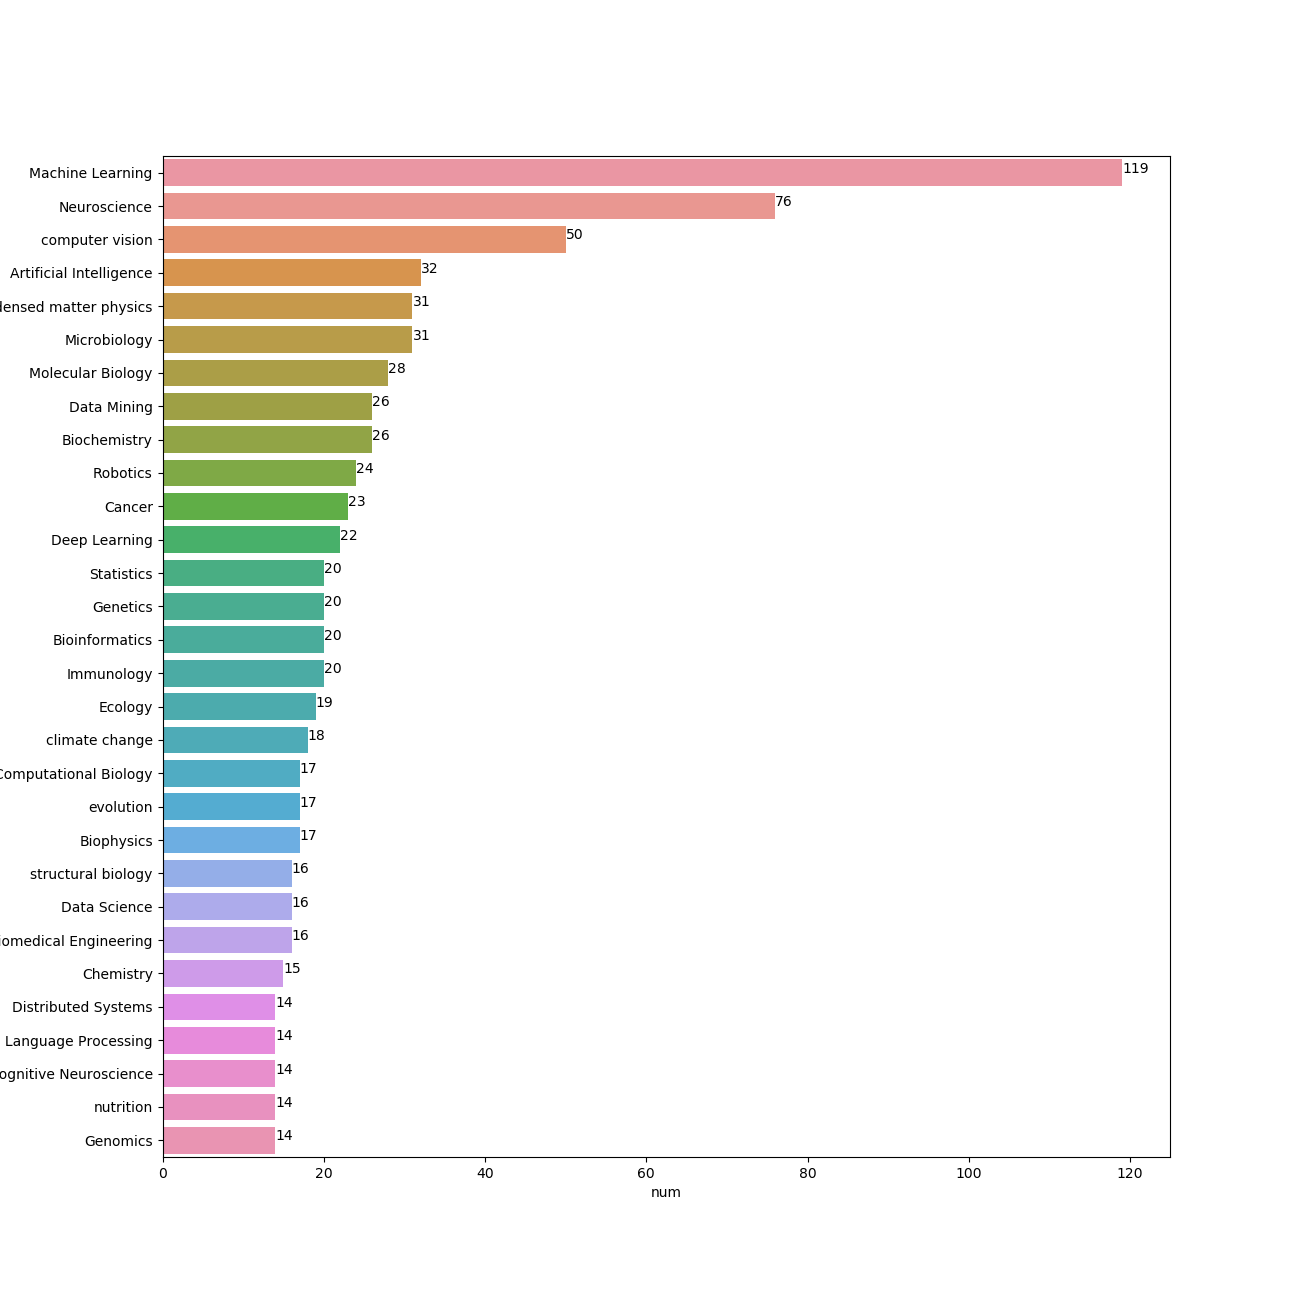 Machine Learning 119
Neuroscience 76
computer vision 50
Artificial Intelligence 32
densed matter physics 31
Microbiology 31
Molecular Biology 28
Data Mining 26
Biochemistry 26
Robotics 24
Cancer 23
Deep Learning 22
Statistics 20
Genetics 20
Bioinformatics 20
Immunology 20
Ecology 19
climate change 18
Computational Biology 17
evolution 17
Biophysics 17
structural biology 16
Data Science 16
iomedical Engineering 16
Chemistry 15
Distributed Systems 14
Language Processing 14
ognitive Neuroscience 14
nutrition 14
Genomics 14
0 20 40 60 80 100 120
num